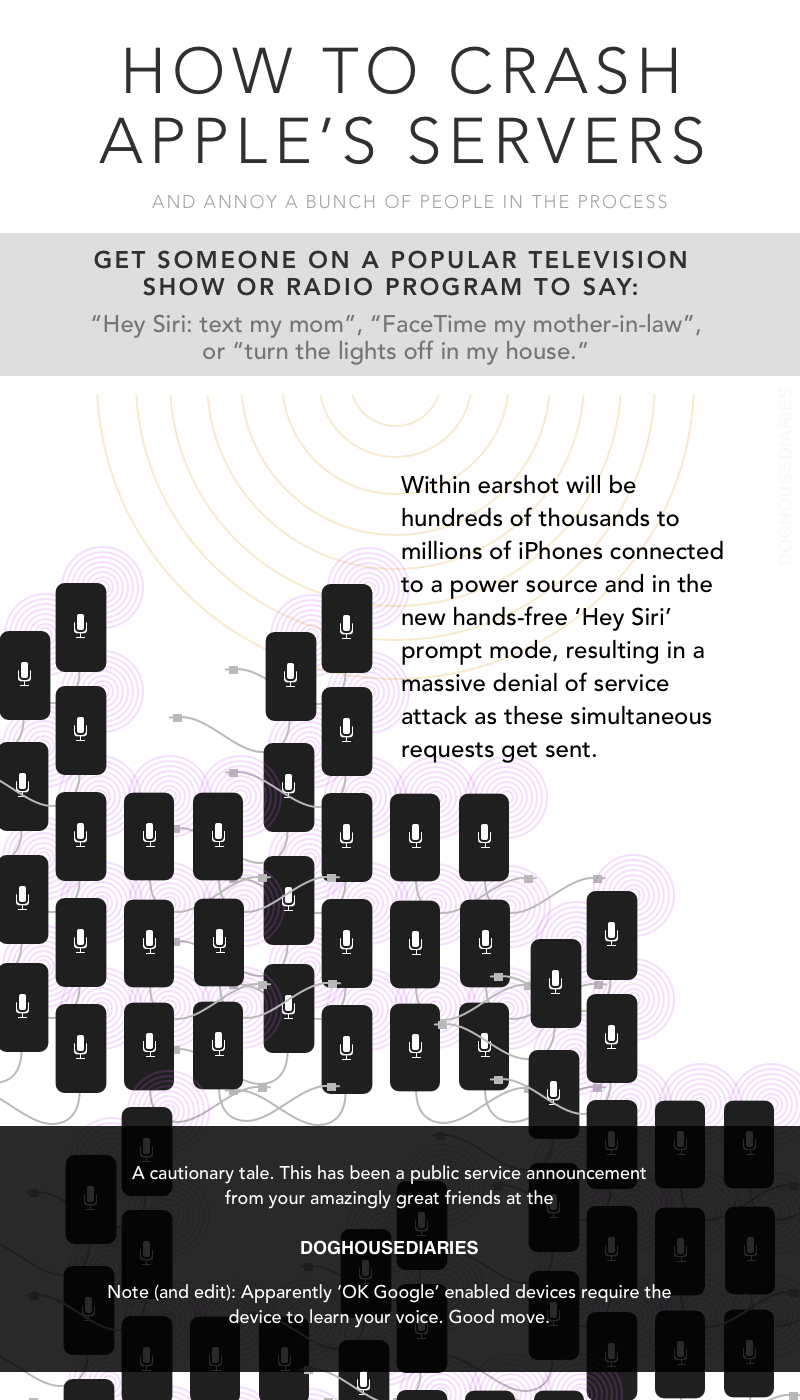 HOW TO CRASH
APPLE’S SERVERS
AND ANNOY A BUNCH OF PEOPLE IN THE PROCESS
GET SOMEONE ON A POPULAR TELEVISION
SHOW OR RADIO PROGRAM TO SAY:
“Hey Siri: text my mom”, “FaceTime my mother-in-law”,
or “turn the lights off in my house.”
DOGHOUSEDIARIES
Within earshot will be
hundreds of thousands to
millions of iPhones connected
to a power source and in the
new hands-free ‘Hey Siri’
prompt mode, resulting in a
massive denial of service
attack as these simultaneous
requests get sent.
A cautionary tale. This has been a public service announcement
from your amazingly great friends at the
DOGHOUSEDIARIES
Note (and edit): Apparently ‘OK Google’ enabled devices require the
device to learn your voice. Good move.